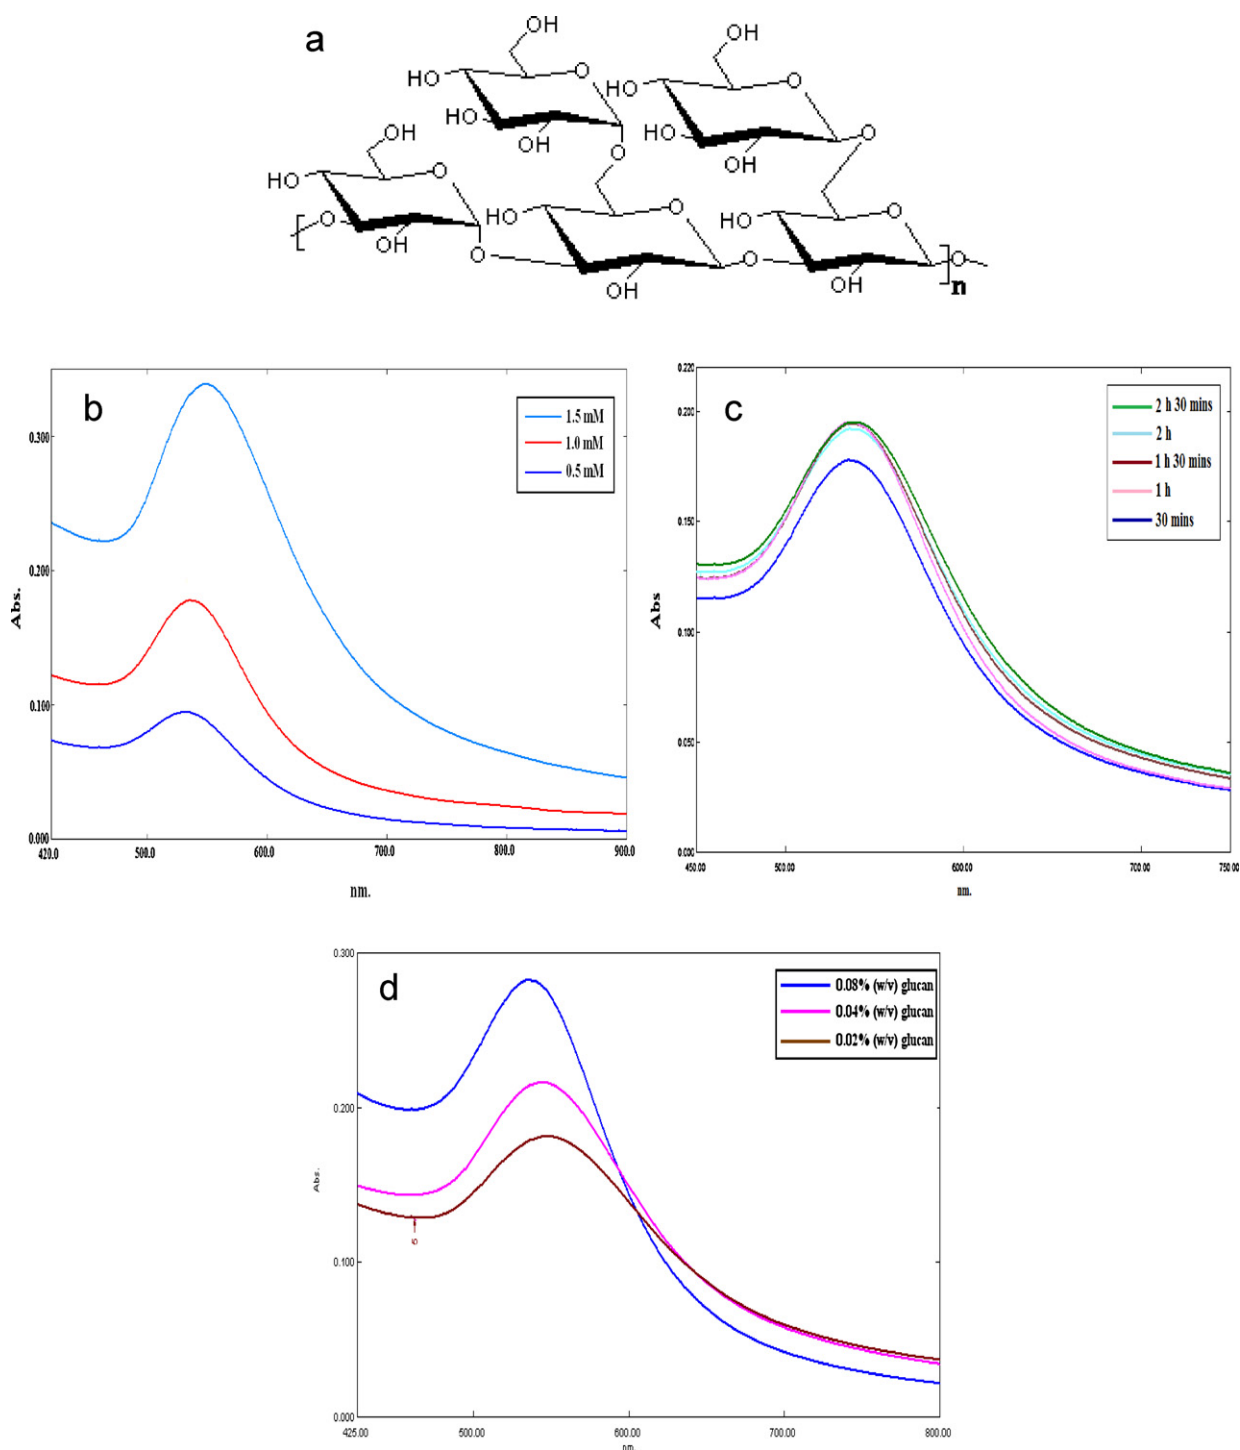 a
OH
OH
HO
O
HO
O
HO
HO
OH
HO
OH
OH
O
O
HO
O
HO
O
HO
O
O
OH
O
O
O
OH
OH
n
b
1.5 mM
1.0 mM
0.5 mM
0.300
0.200
0.100
0.000
Abs.
420.0 500.0 600.0 700.0 800.0 900.0
nm.
c
2 h 30 mins
2 h
1 h 30 mins
1 h
30 mins
0.220
0.200
0.150
0.100
0.050
0.000
Abs
450.00 500.00 600.00 700.00 750.00
nm.
d
0.08% (w/v) glucan
0.04% (w/v) glucan
0.02% (w/v) glucan
0.300
0.200
0.100
0.000
Abs.
425.00 500.00 600.00 700.00 800.00
nm.